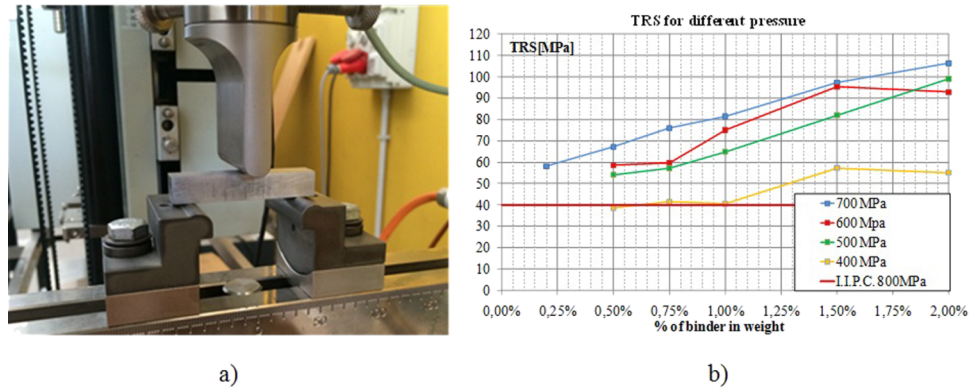 TRS for different pressure
TRS[MPa]
120
110
100
90
80
70
60
50
40
30
20
10
0
700 MPa
600 Mpa
500 MPa
400 MPa
I.I.P.C. 800MPa
0,00% 0,25% 0,50% 0,75% 1,00% 1,25% 1,50% 1,75% 2,00%
% of binder in weight
a) b)